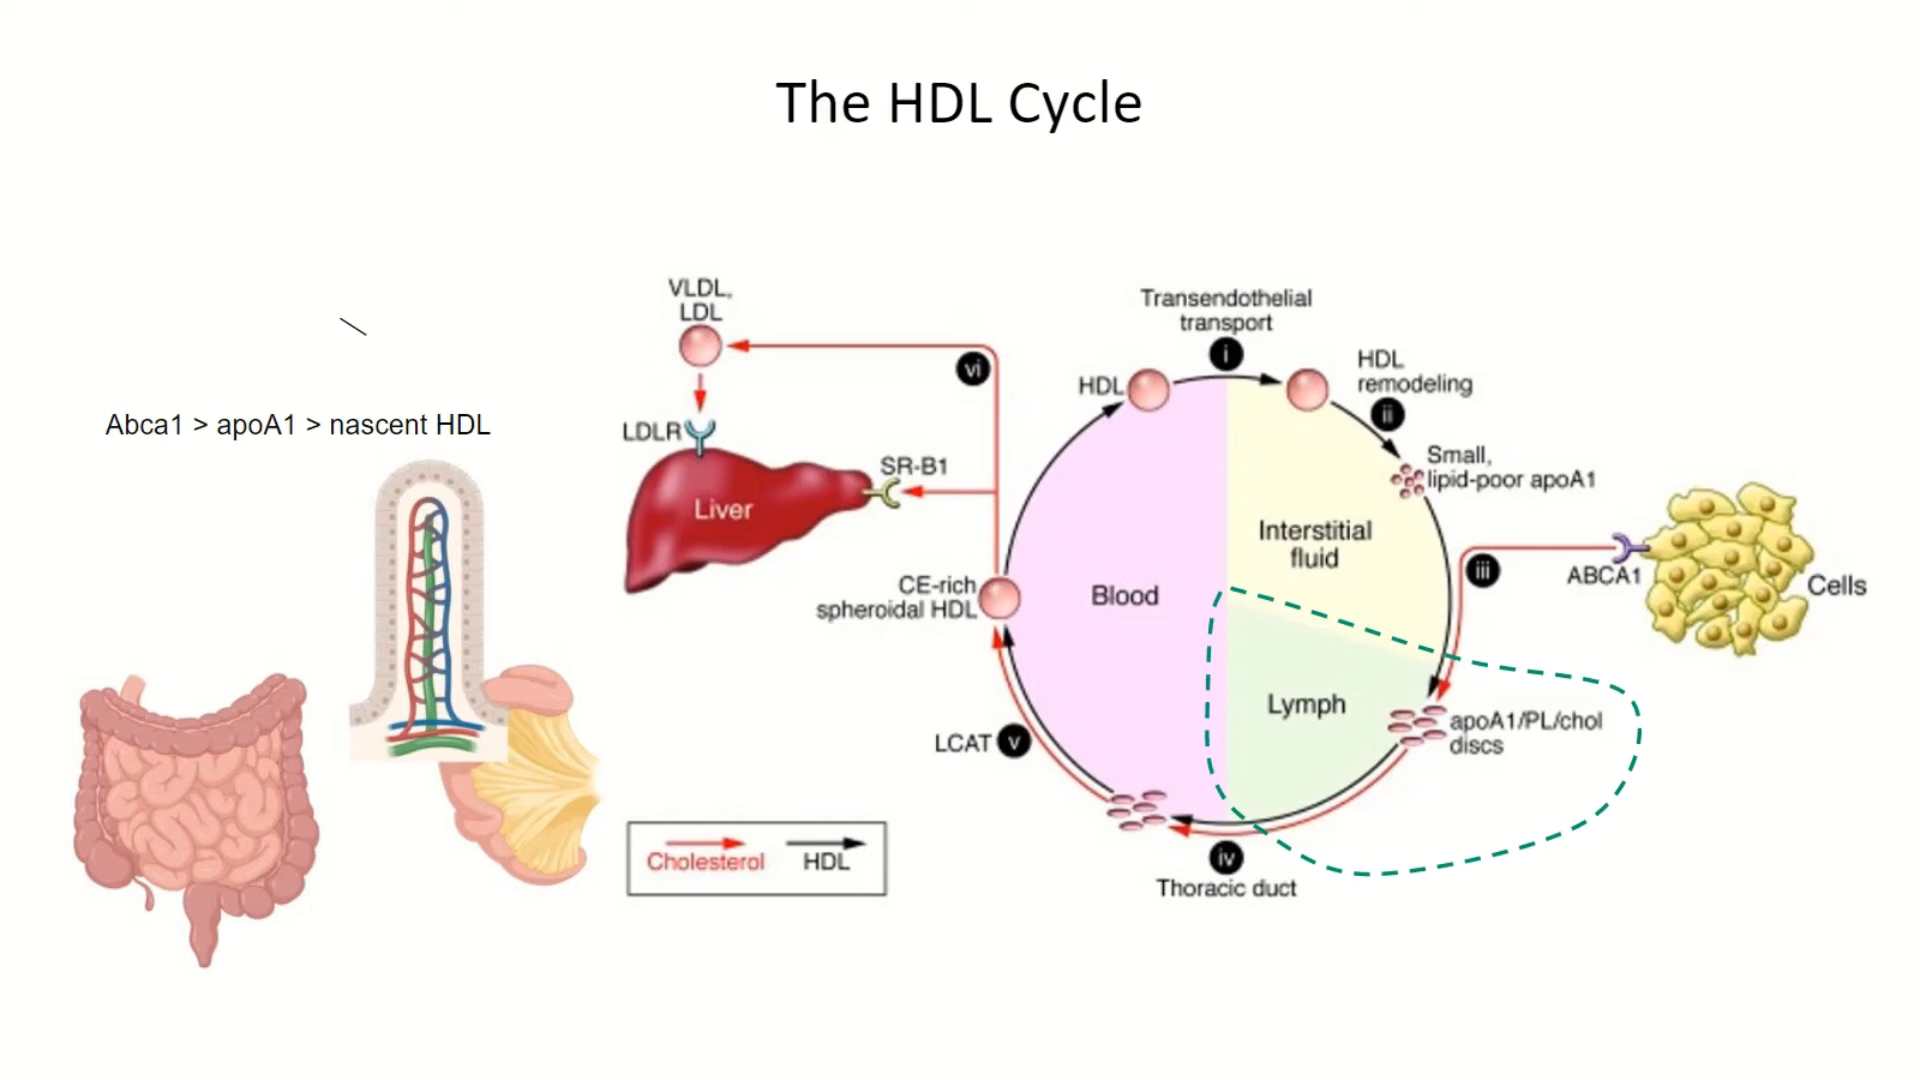 The HDL Cycle
Abca1 > apoA1 > nascent HDL
VLDL,
LDL
LDLR
Liver
SR-B1
vi
CE-rich
spheroidal HDL
LCAT
v
Cholesterol
HDL
Transendothelial
transport
i
HDL
HDL
remodeling
ii
Small,
lipid-poor apoA1
Interstitial
fluid
Blood
Lymph
iii
ABCA1
Cells
apoA1/PL/chol
discs
iv
Thoracic duct